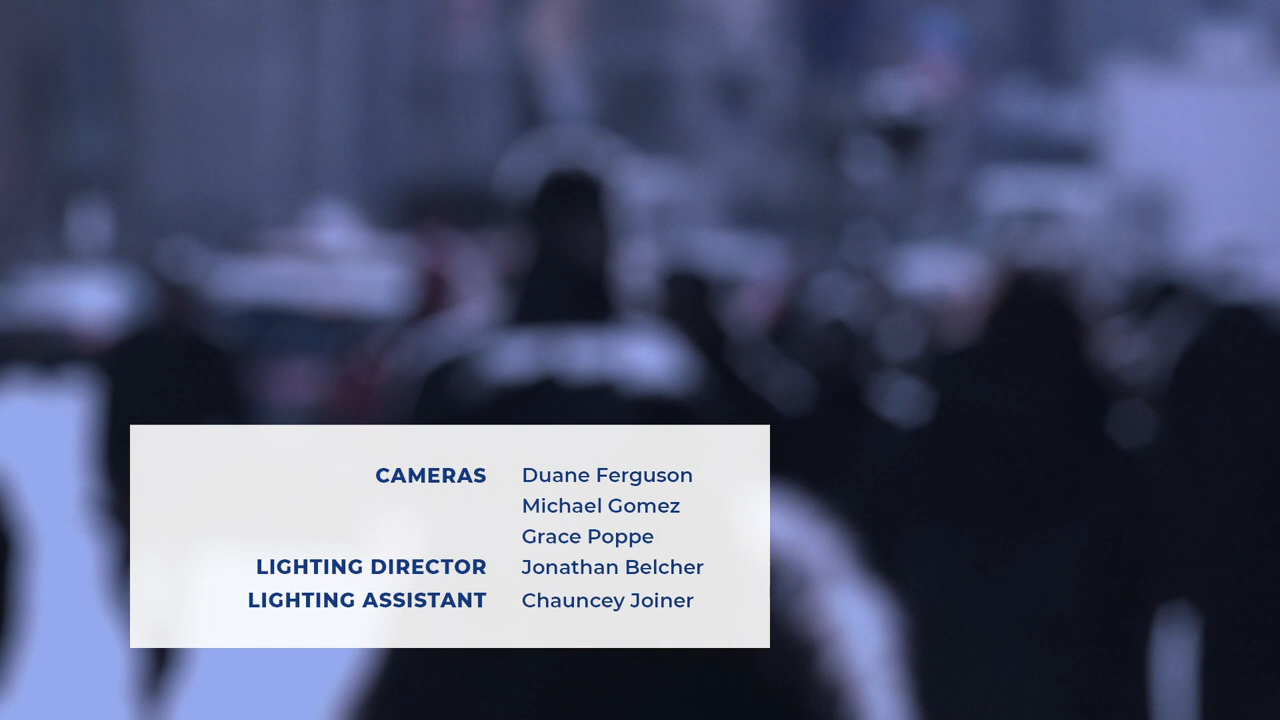 CAMERAS Duane Ferguson
Michael Gomez
Grace Poppe
LIGHTING DIRECTOR Jonathan Belcher
LIGHTING ASSISTANT Chauncey Joiner